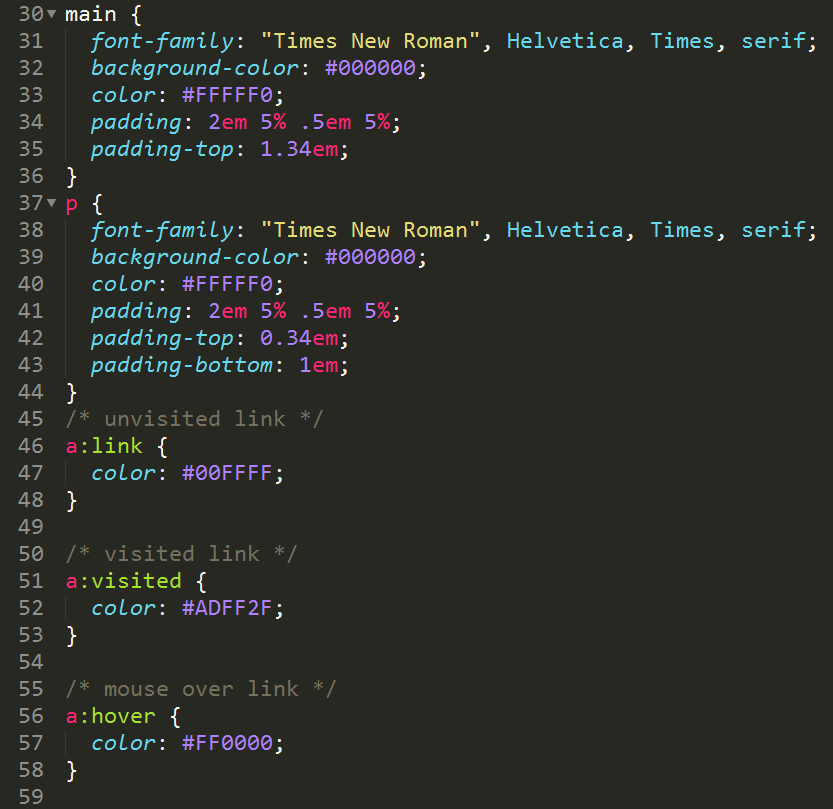 30 main {
31   font-family: "Times New Roman", Helvetica, Times, serif;
32   background-color: #000000;
33   color: #FFFFF0;
34   padding: 2em 5% .5em 5%;
35   padding-top: 1.34em;
36 }
37 p {
38   font-family: "Times New Roman", Helvetica, Times, serif;
39   background-color: #000000;
40   color: #FFFFF0;
41   padding: 2em 5% .5em 5%;
42   padding-top: 0.34em;
43   padding-bottom: 1em;
44 }
45 /* unvisited link */
46 a:link {
47   color: #00FFFF;
48 }
49
50 /* visited link */
51 a:visited {
52   color: #ADFF2F;
53 }
54
55 /* mouse over link */
56 a:hover {
57   color: #FF0000;
58 }
59